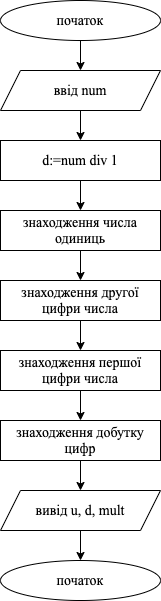 початок
ввід num
d:=num div 1
знаходження числа
одиниць
знаходження другої
цифри числа
знаходження першої
цифри числа
знаходження добутку
цифр
вивід u, d, mult
початок